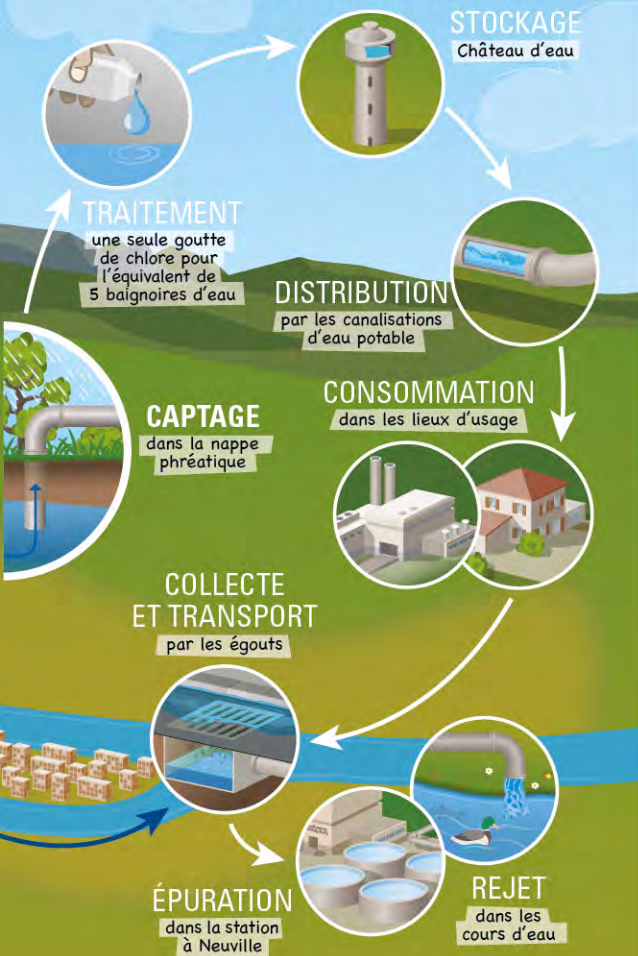 STOCKAGE
Château d'eau
TRAITEMENT
une seule goutte
de chlore pour
l'équivalent de
5 baignoires d'eau
DISTRIBUTION
par les canalisations
d'eau potable
CONSOMMATION
dans les lieux d'usage
CAPTAGE
dans la nappe
phréatique
COLLECTE
ET TRANSPORT
par les égouts
ÉPURATION
dans la station
à Neuville
REJET
dans les
cours d'eau